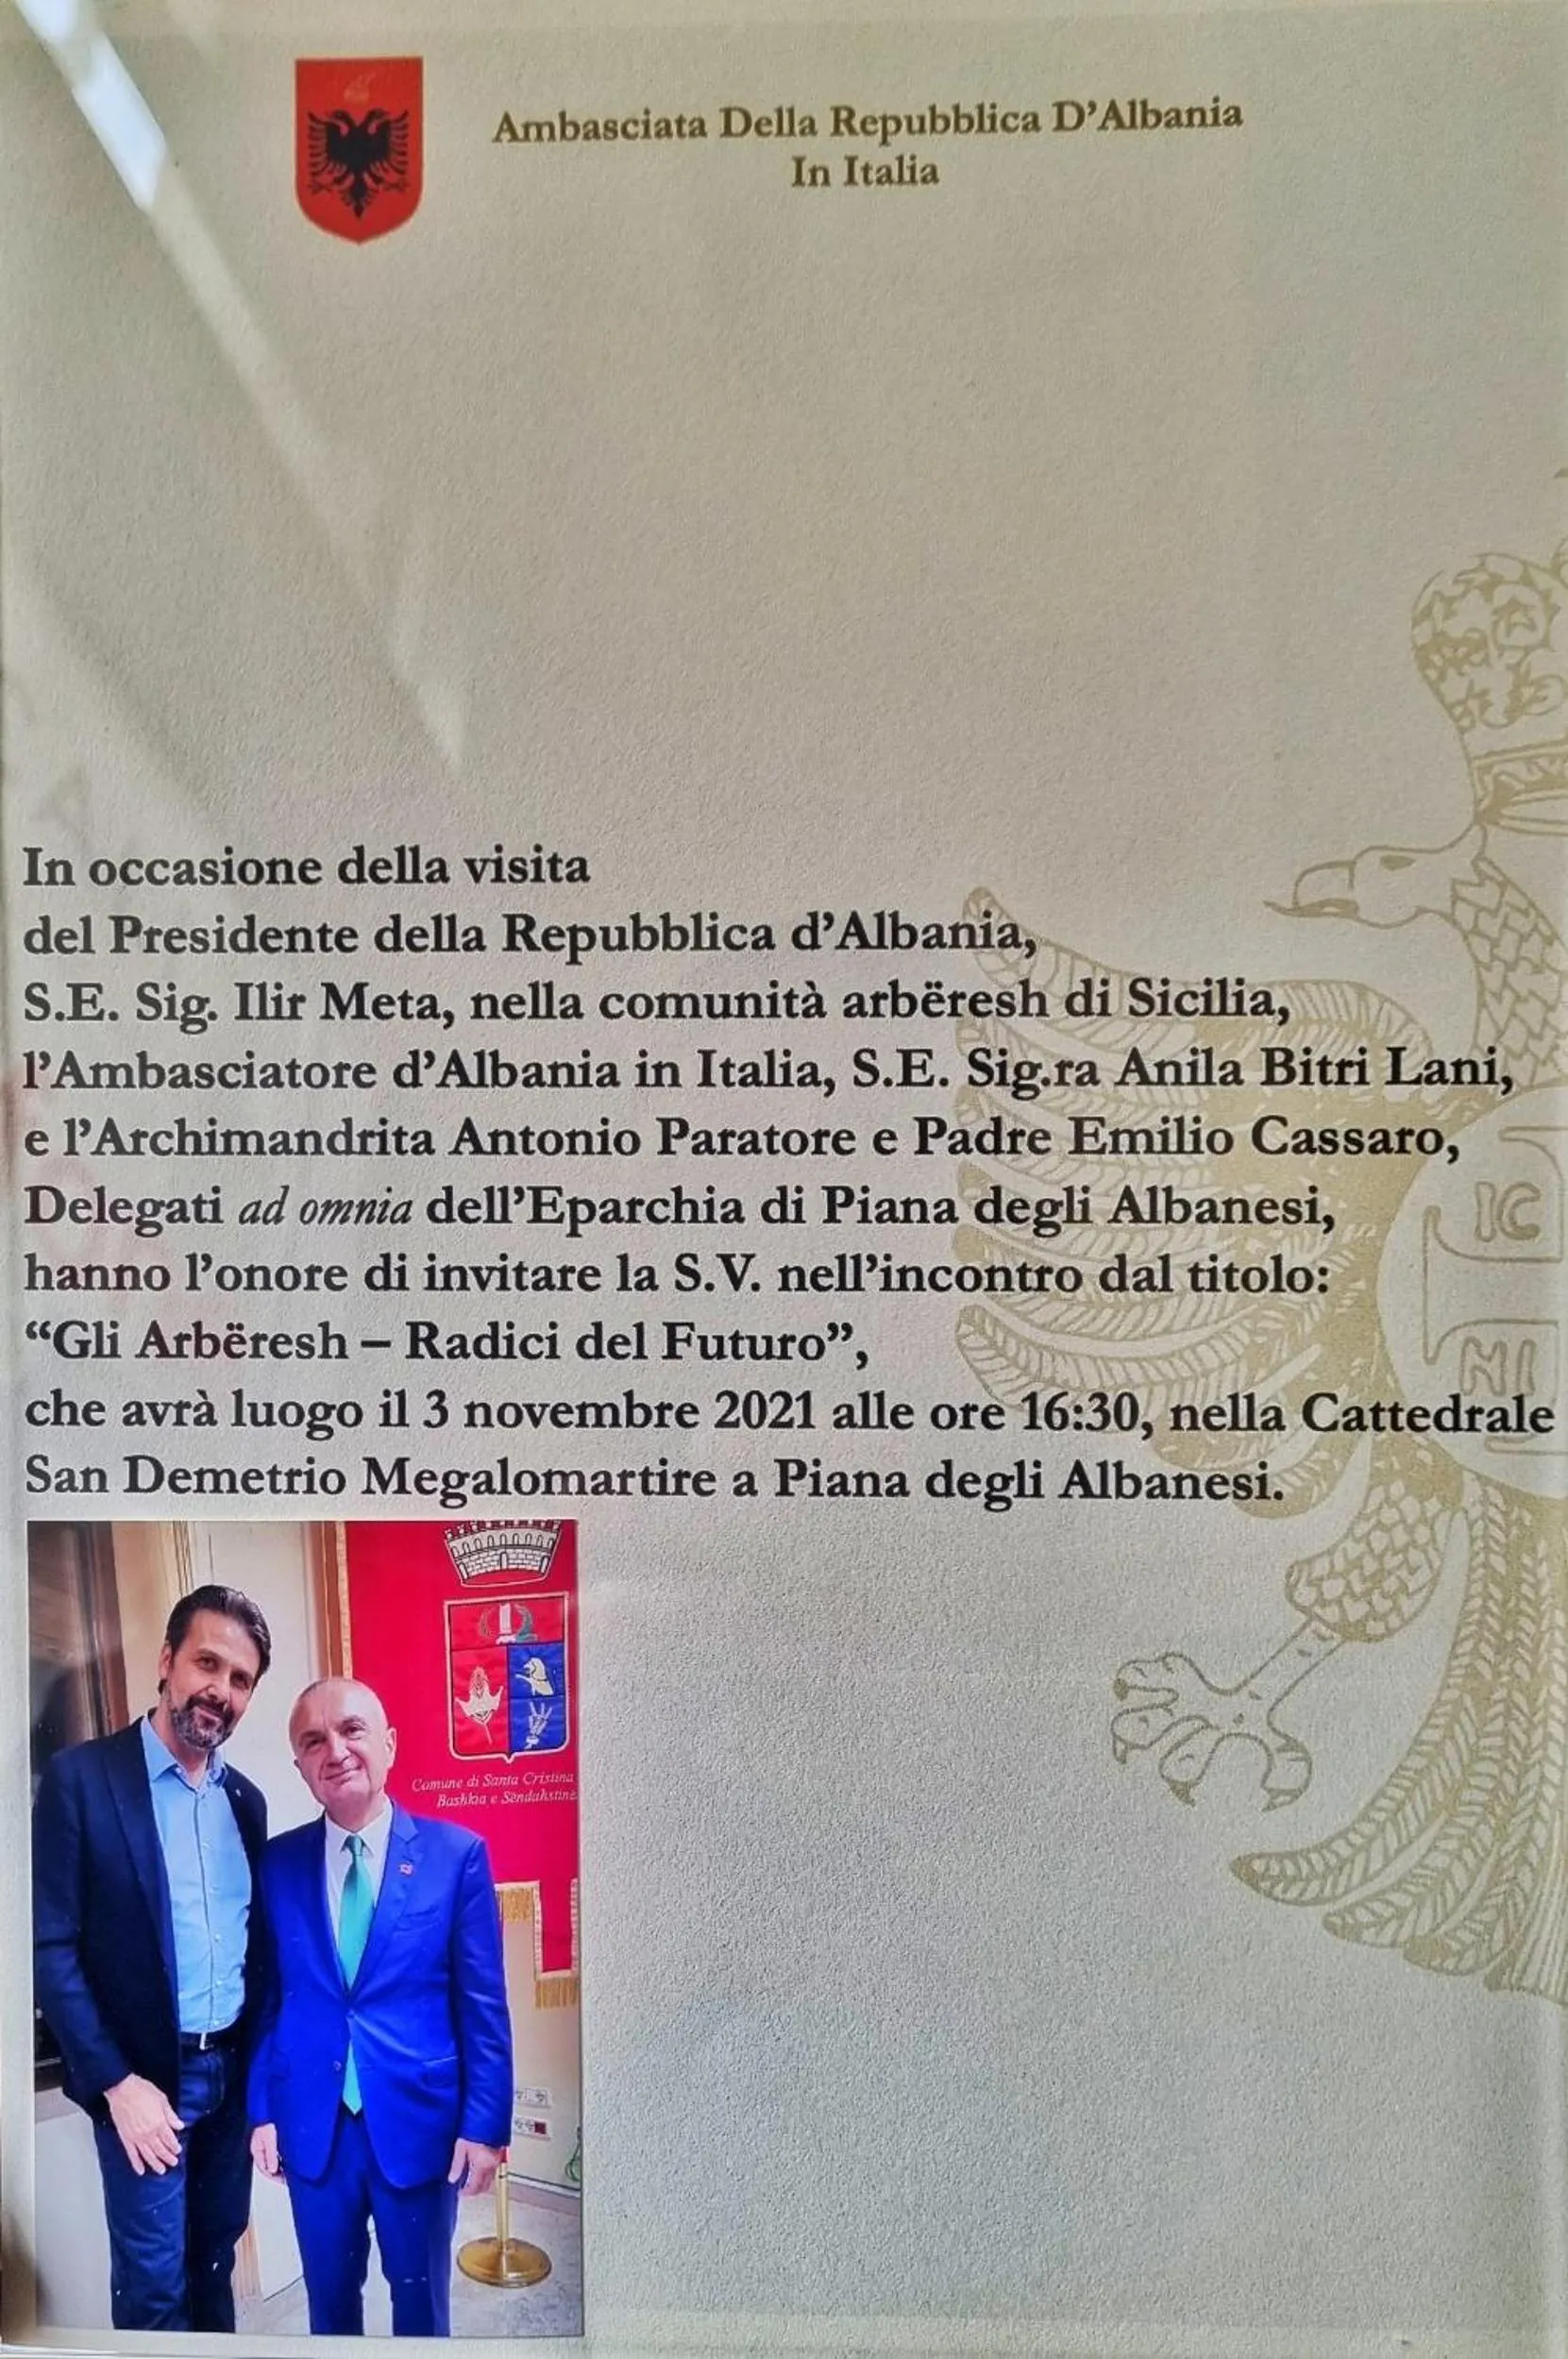 Ambasciata Della Repubblica D'Albania
In Italia
In occasione della visita
del Presidente della Repubblica d'Albania,
S.E. Sig. Ilir Meta, nella comunità arbëresh di Sicilia,
l'Ambasciatore d'Albania in Italia, S.E. Sig.ra Anila Bitri Lani,
e l'Archimandrita Antonio Paratore e Padre Emilio Cassaro,
Delegati ad omnia dell'Eparchia di Piana degli Albanesi,
hanno l'onore di invitare la S.V. nell'incontro dal titolo:
“Gli Arbëresh – Radici del Futuro”,
che avrà luogo il 3 novembre 2021 alle ore 16:30, nella Cattedrale
San Demetrio Megalomartire a Piana degli Albanesi.
IC
NI
Comune di Santa Cristina
Bashkia e Sëndahstinë